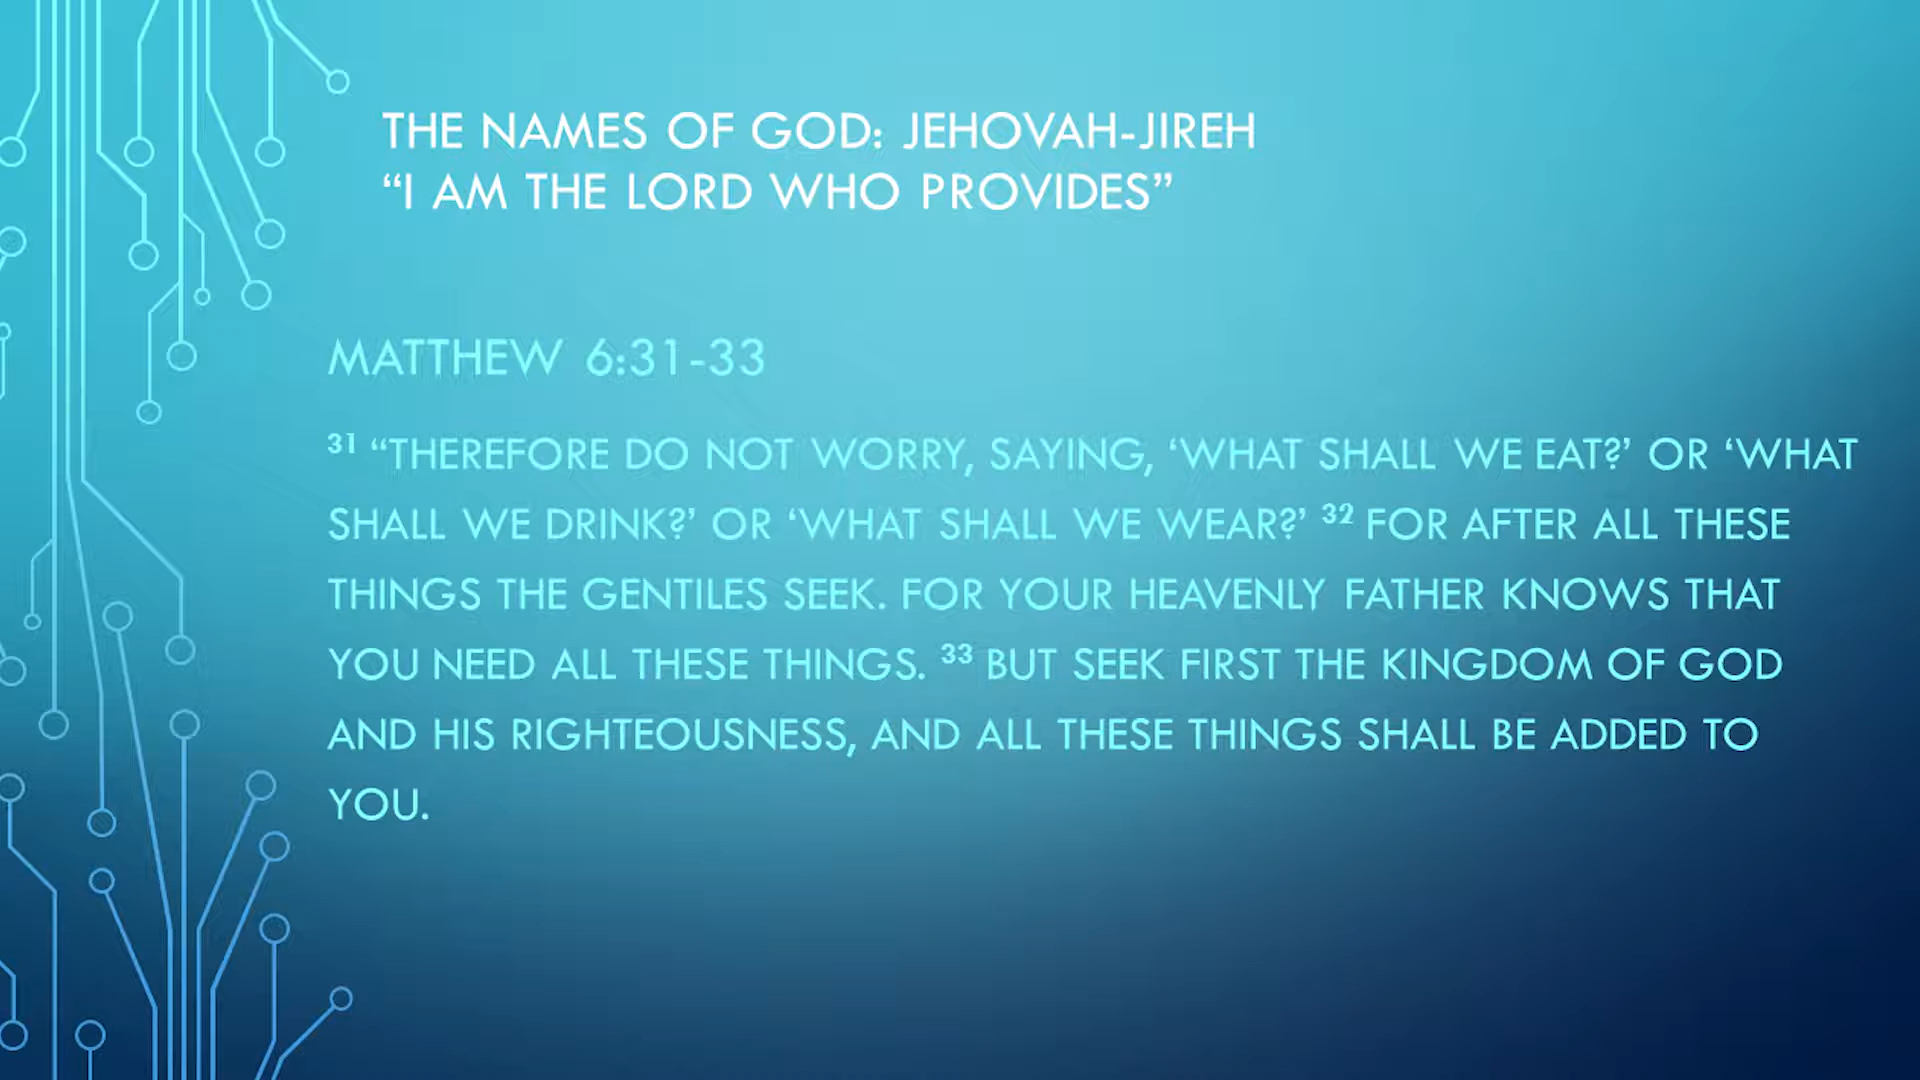 THE NAMES OF GOD: JEHOVAH-JIREH
“I AM THE LORD WHO PROVIDES”
MATTHEW 6:31-33
31 “THEREFORE DO NOT WORRY, SAYING, ‘WHAT SHALL WE EAT?’ OR ‘WHAT
SHALL WE DRINK?’ OR ‘WHAT SHALL WE WEAR?’ 32 FOR AFTER ALL THESE
THINGS THE GENTILES SEEK. FOR YOUR HEAVENLY FATHER KNOWS THAT
YOU NEED ALL THESE THINGS. 33 BUT SEEK FIRST THE KINGDOM OF GOD
AND HIS RIGHTEOUSNESS, AND ALL THESE THINGS SHALL BE ADDED TO
YOU.